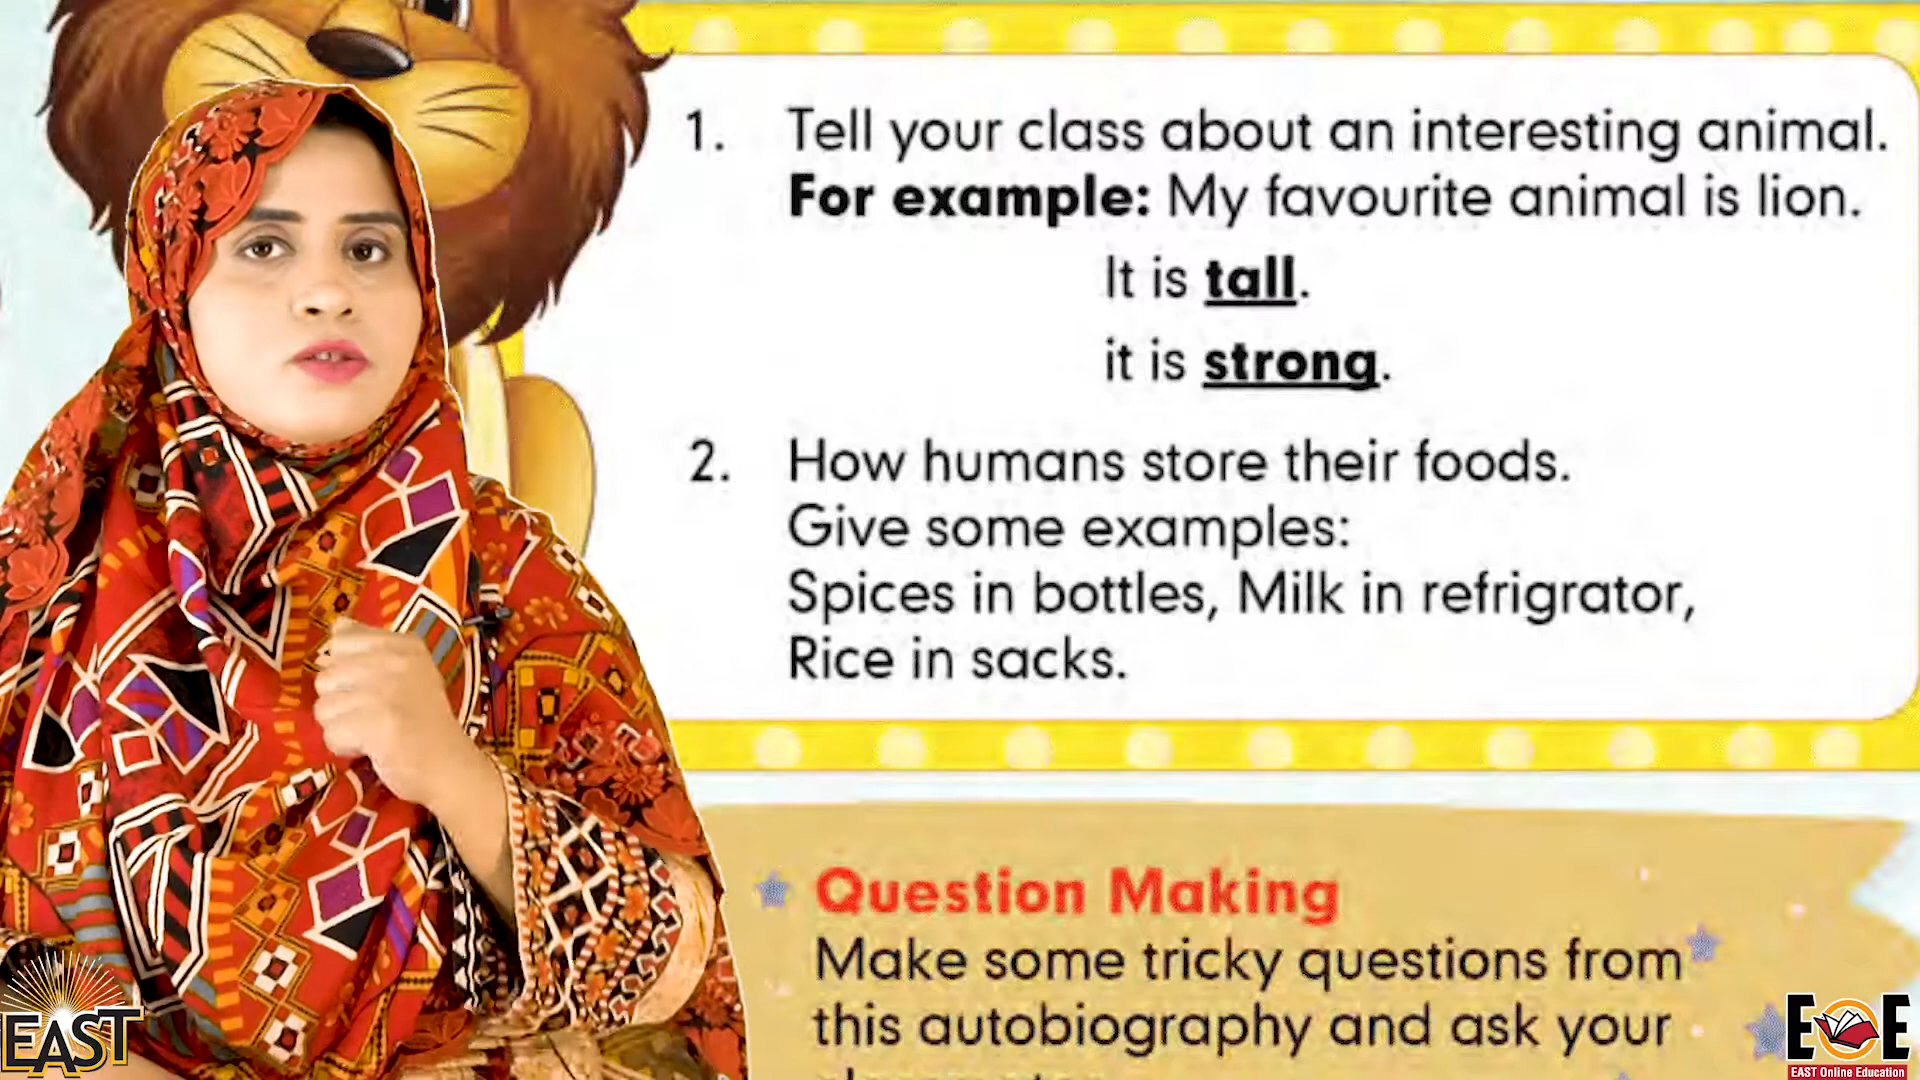 1. Tell your class about an interesting animal.
For example: My favourite animal is lion.
It is tall.
it is strong.
2. How humans store their foods.
Give some examples:
Spices in bottles, Milk in refrigrator,
Rice in sacks.
Question Making
Make some tricky questions from
this autobiography and ask your
EAST
EOE
EAST Online Education